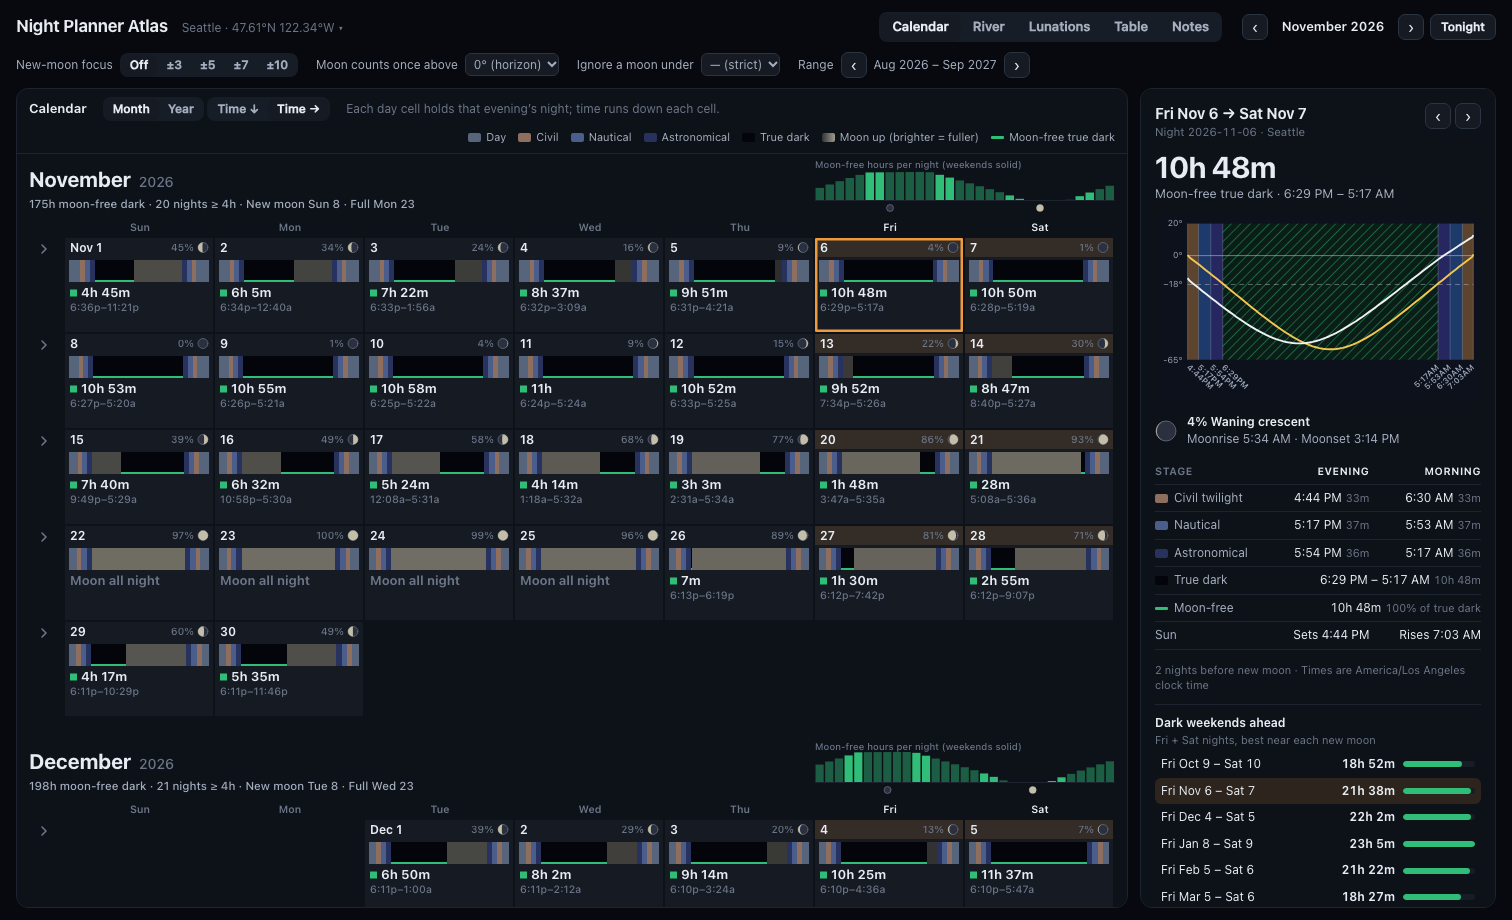 Night Planner Atlas
Seattle · 47.61°N 122.34°W ▾
Calendar River Lunations Table Notes
‹ November 2026 › Tonight
New-moon focus Off ±3 ±5 ±7 ±10
Moon counts once above 0° (horizon)
Ignore a moon under — (strict)
Range ‹ Aug 2026 – Sep 2027 ›
Calendar Month Year Time ↓ Time →
Each day cell holds that evening's night; time runs down each cell.
Day Civil Nautical Astronomical True dark Moon up (brighter = fuller) Moon-free true dark
November 2026
175h moon-free dark · 20 nights ≥ 4h · New moon Sun 8 · Full Mon 23
Moon-free hours per night (weekends solid)
Sun Mon Tue Wed Thu Fri Sat
Nov 1 45% 2 34% 3 24% 4 16% 5 9% 6 4% 7 1%
4h 45m 6h 5m 7h 22m 8h 37m 9h 51m 10h 48m 10h 50m
6:36p–11:21p 6:34p–12:40a 6:33p–1:56a 6:32p–3:09a 6:31p–4:21a 6:29p–5:17a 6:28p–5:19a
8 0% 9 1% 10 4% 11 9% 12 15% 13 22% 14 30%
10h 53m 10h 55m 10h 58m 11h 10h 52m 9h 52m 8h 47m
6:27p–5:20a 6:26p–5:21a 6:25p–5:22a 6:24p–5:24a 6:33p–5:25a 7:34p–5:26a 8:40p–5:27a
15 39% 16 49% 17 58% 18 68% 19 77% 20 86% 21 93%
7h 40m 6h 32m 5h 24m 4h 14m 3h 3m 1h 48m 28m
9:49p–5:29a 10:58p–5:30a 12:08a–5:31a 1:18a–5:32a 2:31a–5:34a 3:47a–5:35a 5:08a–5:36a
22 97% 23 100% 24 99% 25 96% 26 89% 27 81% 28 71%
Moon all night Moon all night Moon all night Moon all night 7m 1h 30m 2h 55m
6:13p–6:19p 6:12p–7:42p 6:12p–9:07p
29 60% 30 49%
4h 17m 5h 35m
6:11p–10:29p 6:11p–11:46p
December 2026
198h moon-free dark · 21 nights ≥ 4h · New moon Tue 8 · Full Wed 23
Moon-free hours per night (weekends solid)
Sun Mon Tue Wed Thu Fri Sat
Dec 1 39% 2 29% 3 20% 4 13% 5 7%
6h 50m 8h 2m 9h 14m 10h 25m 11h 37m
6:11p–1:00a 6:11p–2:12a 6:10p–3:24a 6:10p–4:36a 6:10p–5:47a
Fri Nov 6 → Sat Nov 7
‹ ›
Night 2026-11-06 · Seattle
10h 48m
Moon-free true dark · 6:29 PM – 5:17 AM
20°
0°
-18°
-65°
4:44PM 5:17PM 5:54PM 6:29PM 5:17AM 5:53AM 6:30AM 7:03AM
4% Waning crescent
Moonrise 5:34 AM · Moonset 3:14 PM
STAGE EVENING MORNING
Civil twilight 4:44 PM 33m 6:30 AM 33m
Nautical 5:17 PM 37m 5:53 AM 37m
Astronomical 5:54 PM 36m 5:17 AM 36m
True dark 6:29 PM – 5:17 AM 10h 48m
Moon-free 10h 48m 100% of true dark
Sun Sets 4:44 PM Rises 7:03 AM
2 nights before new moon · Times are America/Los Angeles
clock time
Dark weekends ahead
Fri + Sat nights, best near each new moon
Fri Oct 9 – Sat 10 18h 52m
Fri Nov 6 – Sat 7 21h 38m
Fri Dec 4 – Sat 5 22h 2m
Fri Jan 8 – Sat 9 23h 5m
Fri Feb 5 – Sat 6 21h 22m
Fri Mar 5 – Sat 6 18h 27m